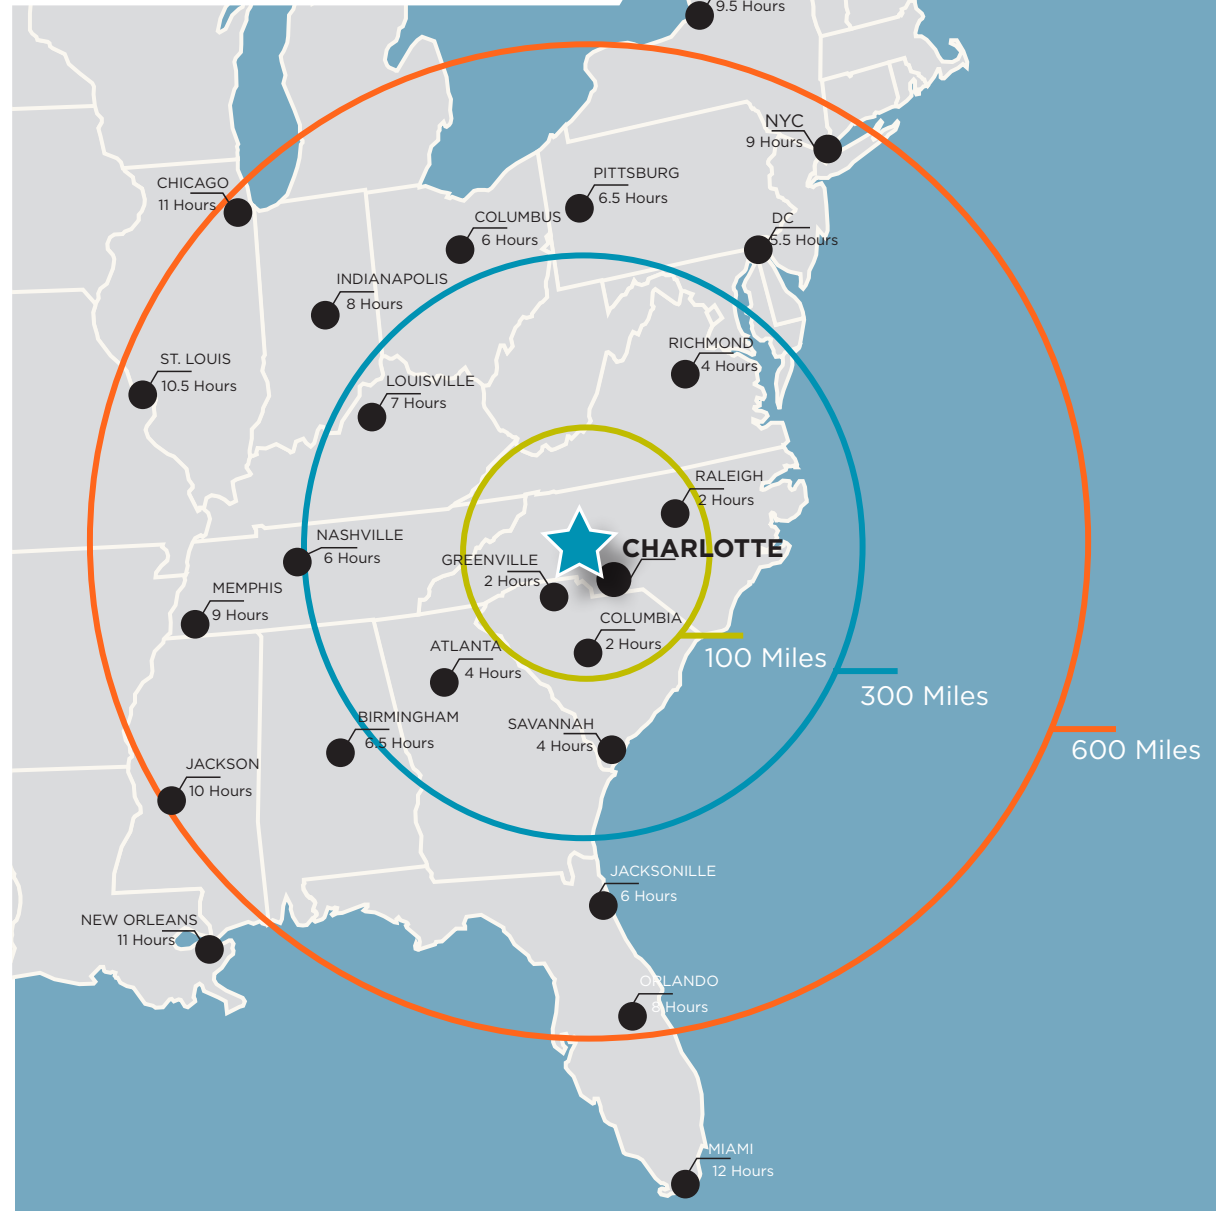 9.5 Hours
NYC
9 Hours
PITTSBURG
6.5 Hours
CHICAGO
11 Hours
COLUMBUS
6 Hours
DC
5.5 Hours
INDIANAPOLIS
8 Hours
RICHMOND
4 Hours
ST. LOUIS
10.5 Hours
LOUISVILLE
7 Hours
RALEIGH
2 Hours
NASHVILLE
6 Hours
CHARLOTTE
GREENVILLE
2 Hours
MEMPHIS
9 Hours
COLUMBIA
2 Hours
ATLANTA
4 Hours
100 Miles
300 Miles
BIRMINGHAM
6.5 Hours
SAVANNAH
4 Hours
600 Miles
JACKSON
10 Hours
JACKSONILLE
6 Hours
NEW ORLEANS
11 Hours
ORLANDO
8 Hours
MIAMI
12 Hours